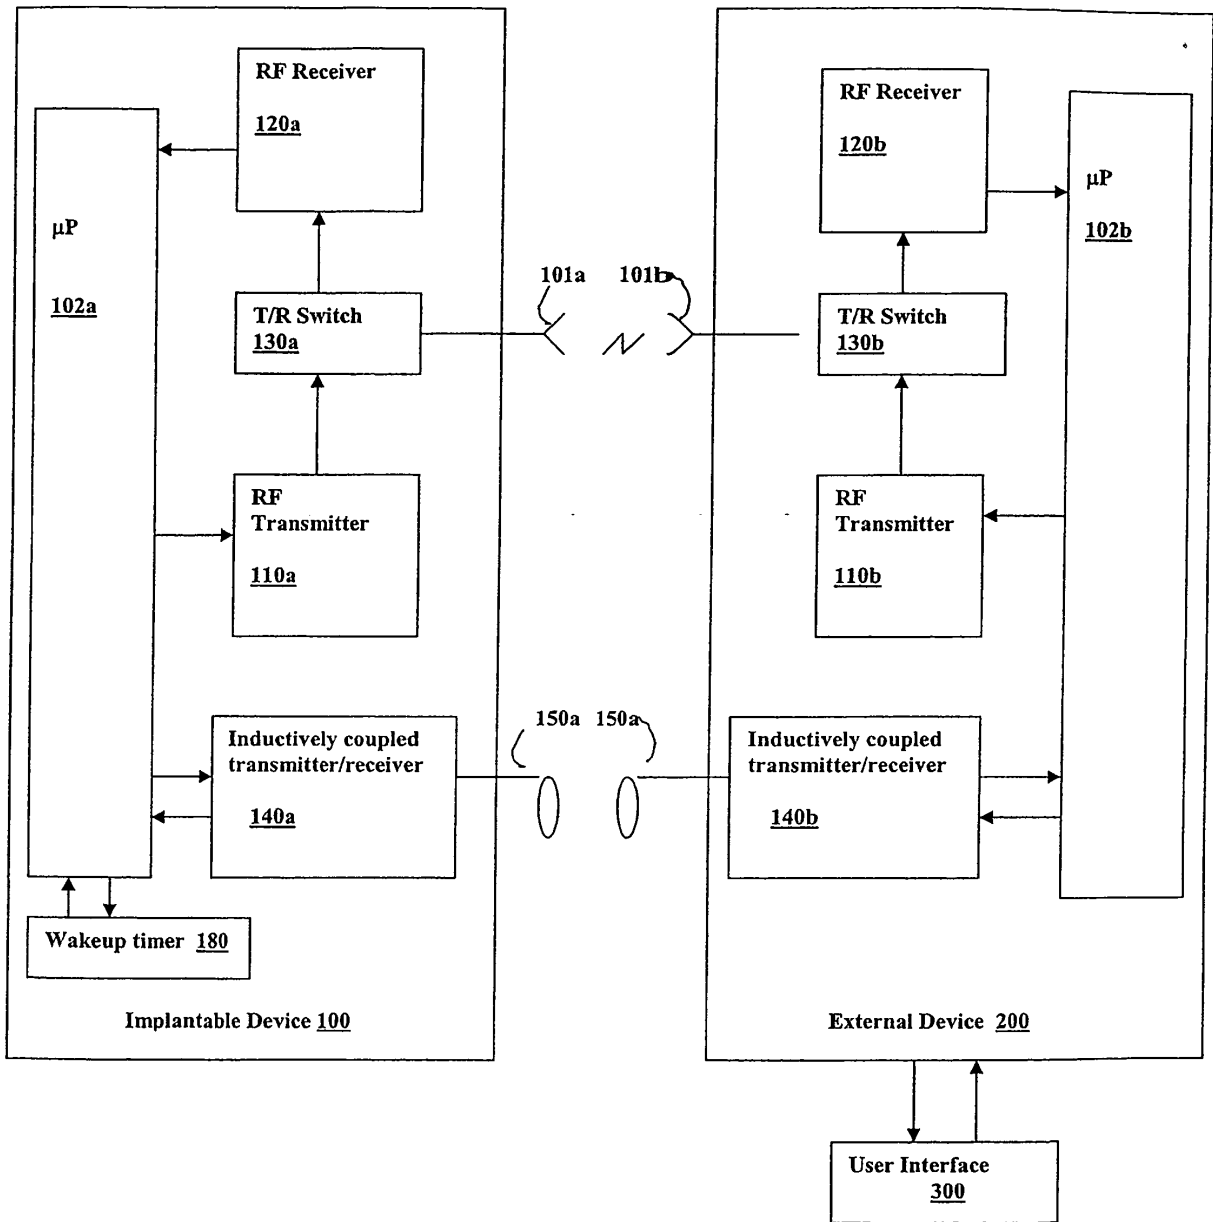 RF Receiver
120a
μP
102a
T/R Switch
130a
RF
Transmitter
110a
Inductively coupled
transmitter/receiver
140a
Wakeup timer 180
Implantable Device 100
101a
101b
150a
150a
RF Receiver
120b
μP
102b
T/R Switch
130b
RF
Transmitter
110b
Inductively coupled
transmitter/receiver
140b
External Device 200
User Interface
300